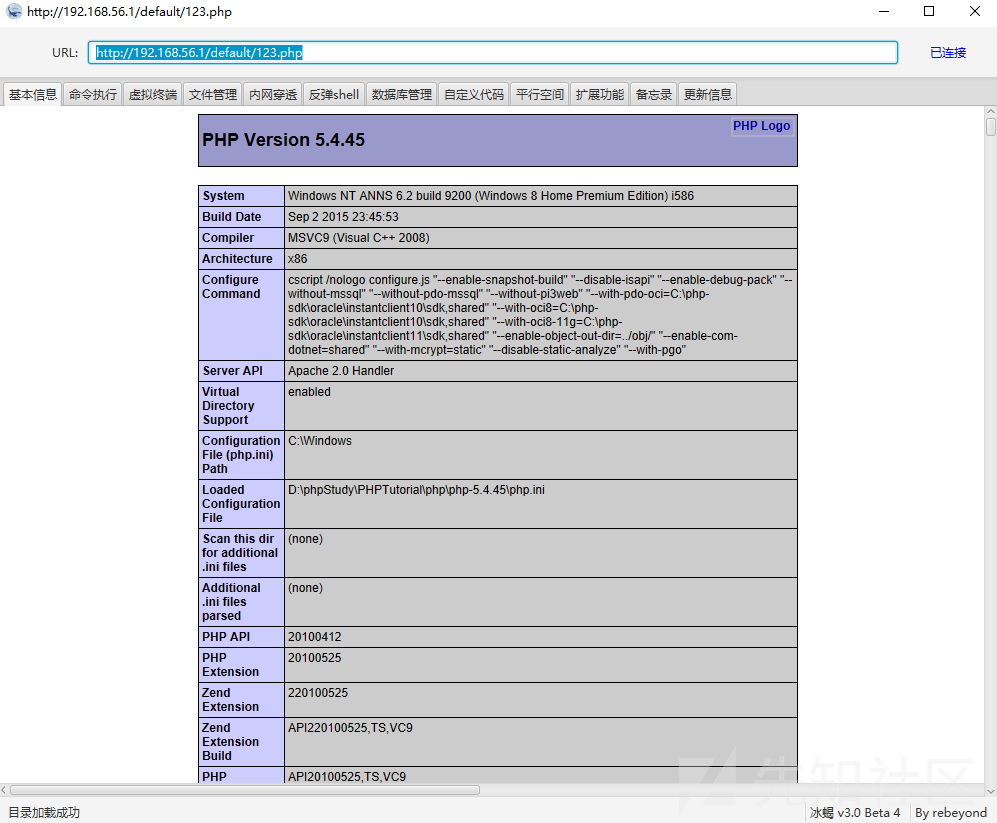 http://192.168.56.1/default/123.php
URL: http://192.168.56.1/default/123.php 已连接
基本信息 命令执行 虚拟终端 文件管理 内网穿透 反弹shell 数据库管理 自定义代码 平行空间 扩展功能 备忘录 更新信息
PHP Logo
PHP Version 5.4.45
System Windows NT ANNS 6.2 build 9200 (Windows 8 Home Premium Edition) i586
Build Date Sep 2 2015 23:45:53
Compiler MSVC9 (Visual C++ 2008)
Architecture x86
Configure
Command
cscript /nologo configure.js "--enable-snapshot-build" "--disable-isapi" "--enable-debug-pack" "--
without-mssql" "--without-pdo-mssql" "--without-pi3web" "--with-pdo-oci=C:\php-
sdk\oracle\instantclient10\sdk,shared" "--with-oci8=C:\php-
sdk\oracle\instantclient10\sdk,shared" "--with-oci8-11g=C:\php-
sdk\oracle\instantclient11\sdk,shared" "--enable-object-out-dir=../obj/" "--enable-com-
dotnet=shared" "--with-mcrypt=static" "--disable-static-analyze" "--with-pgo"
Server API Apache 2.0 Handler
Virtual
Directory
Support
enabled
Configuration
File (php.ini)
Path
C:\Windows
Loaded
Configuration
File
D:\phpStudy\PHPTutorial\php\php-5.4.45\php.ini
Scan this dir
for additional
.ini files
(none)
Additional
.ini files
parsed
(none)
PHP API 20100412
PHP
Extension
20100525
Zend
Extension
220100525
Zend
Extension
Build
API220100525,TS,VC9
PHP API20100525,TS,VC9
先知社区
目录加载成功 冰蝎 v3.0 Beta 4 By rebeyond